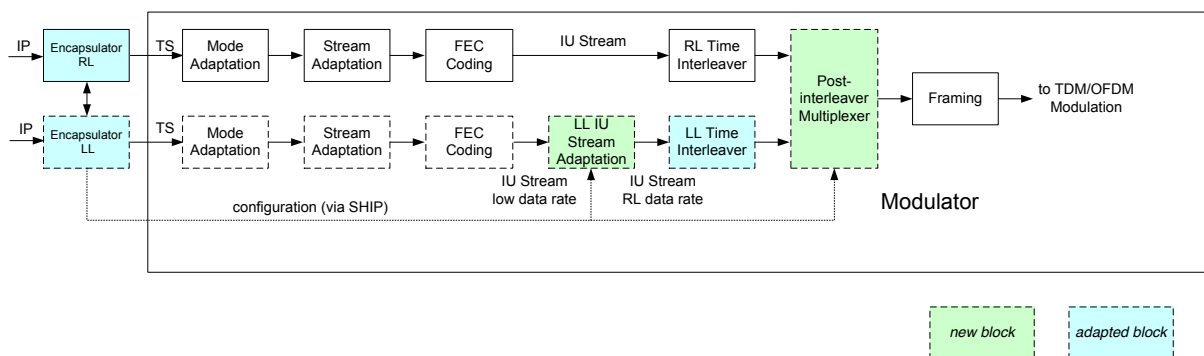 IP
Encapsulator
RL
TS
Mode
Adaptation
Stream
Adaptation
FEC
Coding
IU Stream
RL Time
Interleaver
Post-
interleaver
Multiplexer
Framing
to TDM/OFDM
Modulation
IP
Encapsulator
LL
TS
Mode
Adaptation
Stream
Adaptation
FEC
Coding
LL IU
Stream
Adaptation
LL Time
Interleaver
IU Stream
low data rate
IU Stream
RL data rate
configuration (via SHIP)
Modulator
new block
adapted block